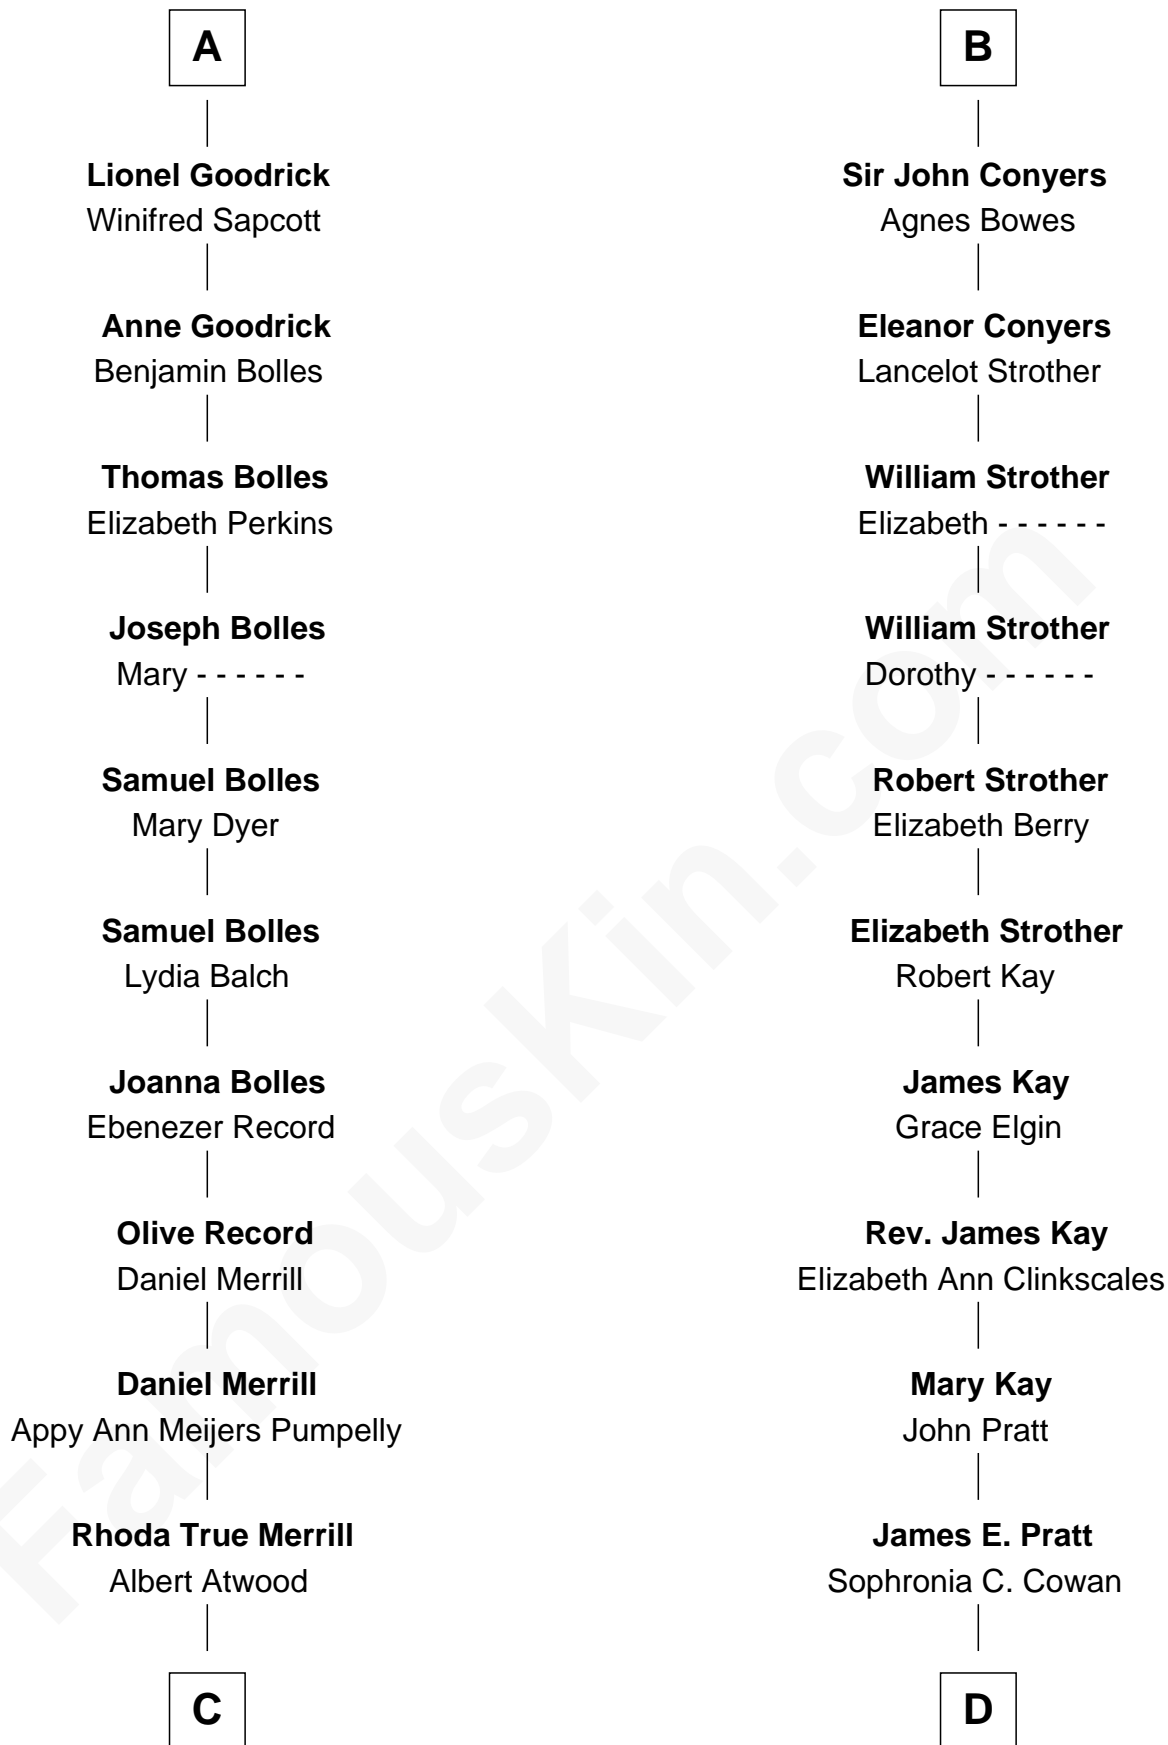 A
Lionel Goodrick
Winifred Sapcott
Anne Goodrick
Benjamin Bolles
Thomas Bolles
Elizabeth Perkins
Joseph Bolles
Mary - - - - - -
Samuel Bolles
Mary Dyer
Samuel Bolles
Lydia Balch
Joanna Bolles
Ebenezer Record
Olive Record
Daniel Merrill
Daniel Merrill
Appy Ann Meijers Pumpelly
Rhoda True Merrill
Albert Atwood
C
B
Sir John Conyers
Agnes Bowes
Eleanor Conyers
Lancelot Strother
William Strother
Elizabeth - - - - - -
William Strother
Dorothy - - - - - -
Robert Strother
Elizabeth Berry
Elizabeth Strother
Robert Kay
James Kay
Grace Elgin
Rev. James Kay
Elizabeth Ann Clinkscales
Mary Kay
John Pratt
James E. Pratt
Sophronia C. Cowan
D
FamousKin.com